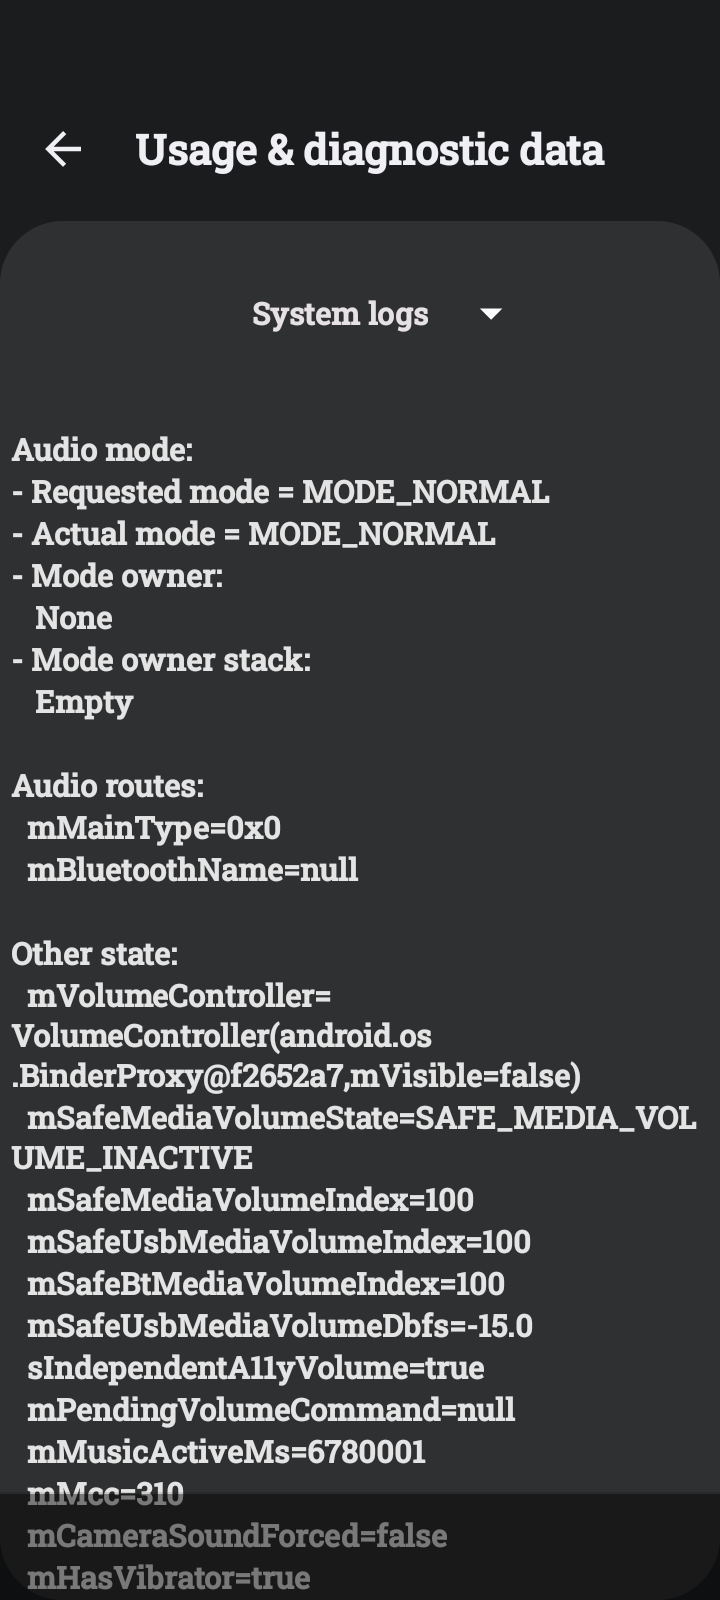 Usage & diagnostic data
System logs
Audio mode:
- Requested mode = MODE_NORMAL
- Actual mode = MODE_NORMAL
- Mode owner:
None
- Mode owner stack:
Empty
Audio routes:
mMainType=0x0
mBluetoothName=null
Other state:
mVolumeController=
VolumeController(android.os
.BinderProxy@f2652a7,mVisible=false)
mSafeMediaVolumeState=SAFE_MEDIA_VOL
UME_INACTIVE
mSafeMediaVolumeIndex=100
mSafeUsbMediaVolumeIndex=100
mSafeBtMediaVolumeIndex=100
mSafeUsbMediaVolumeDbfs=-15.0
sIndependentA11yVolume=true
mPendingVolumeCommand=null
mMusicActiveMs=6780001
mMcc=310
mCameraSoundForced=false
mHasVibrator=true